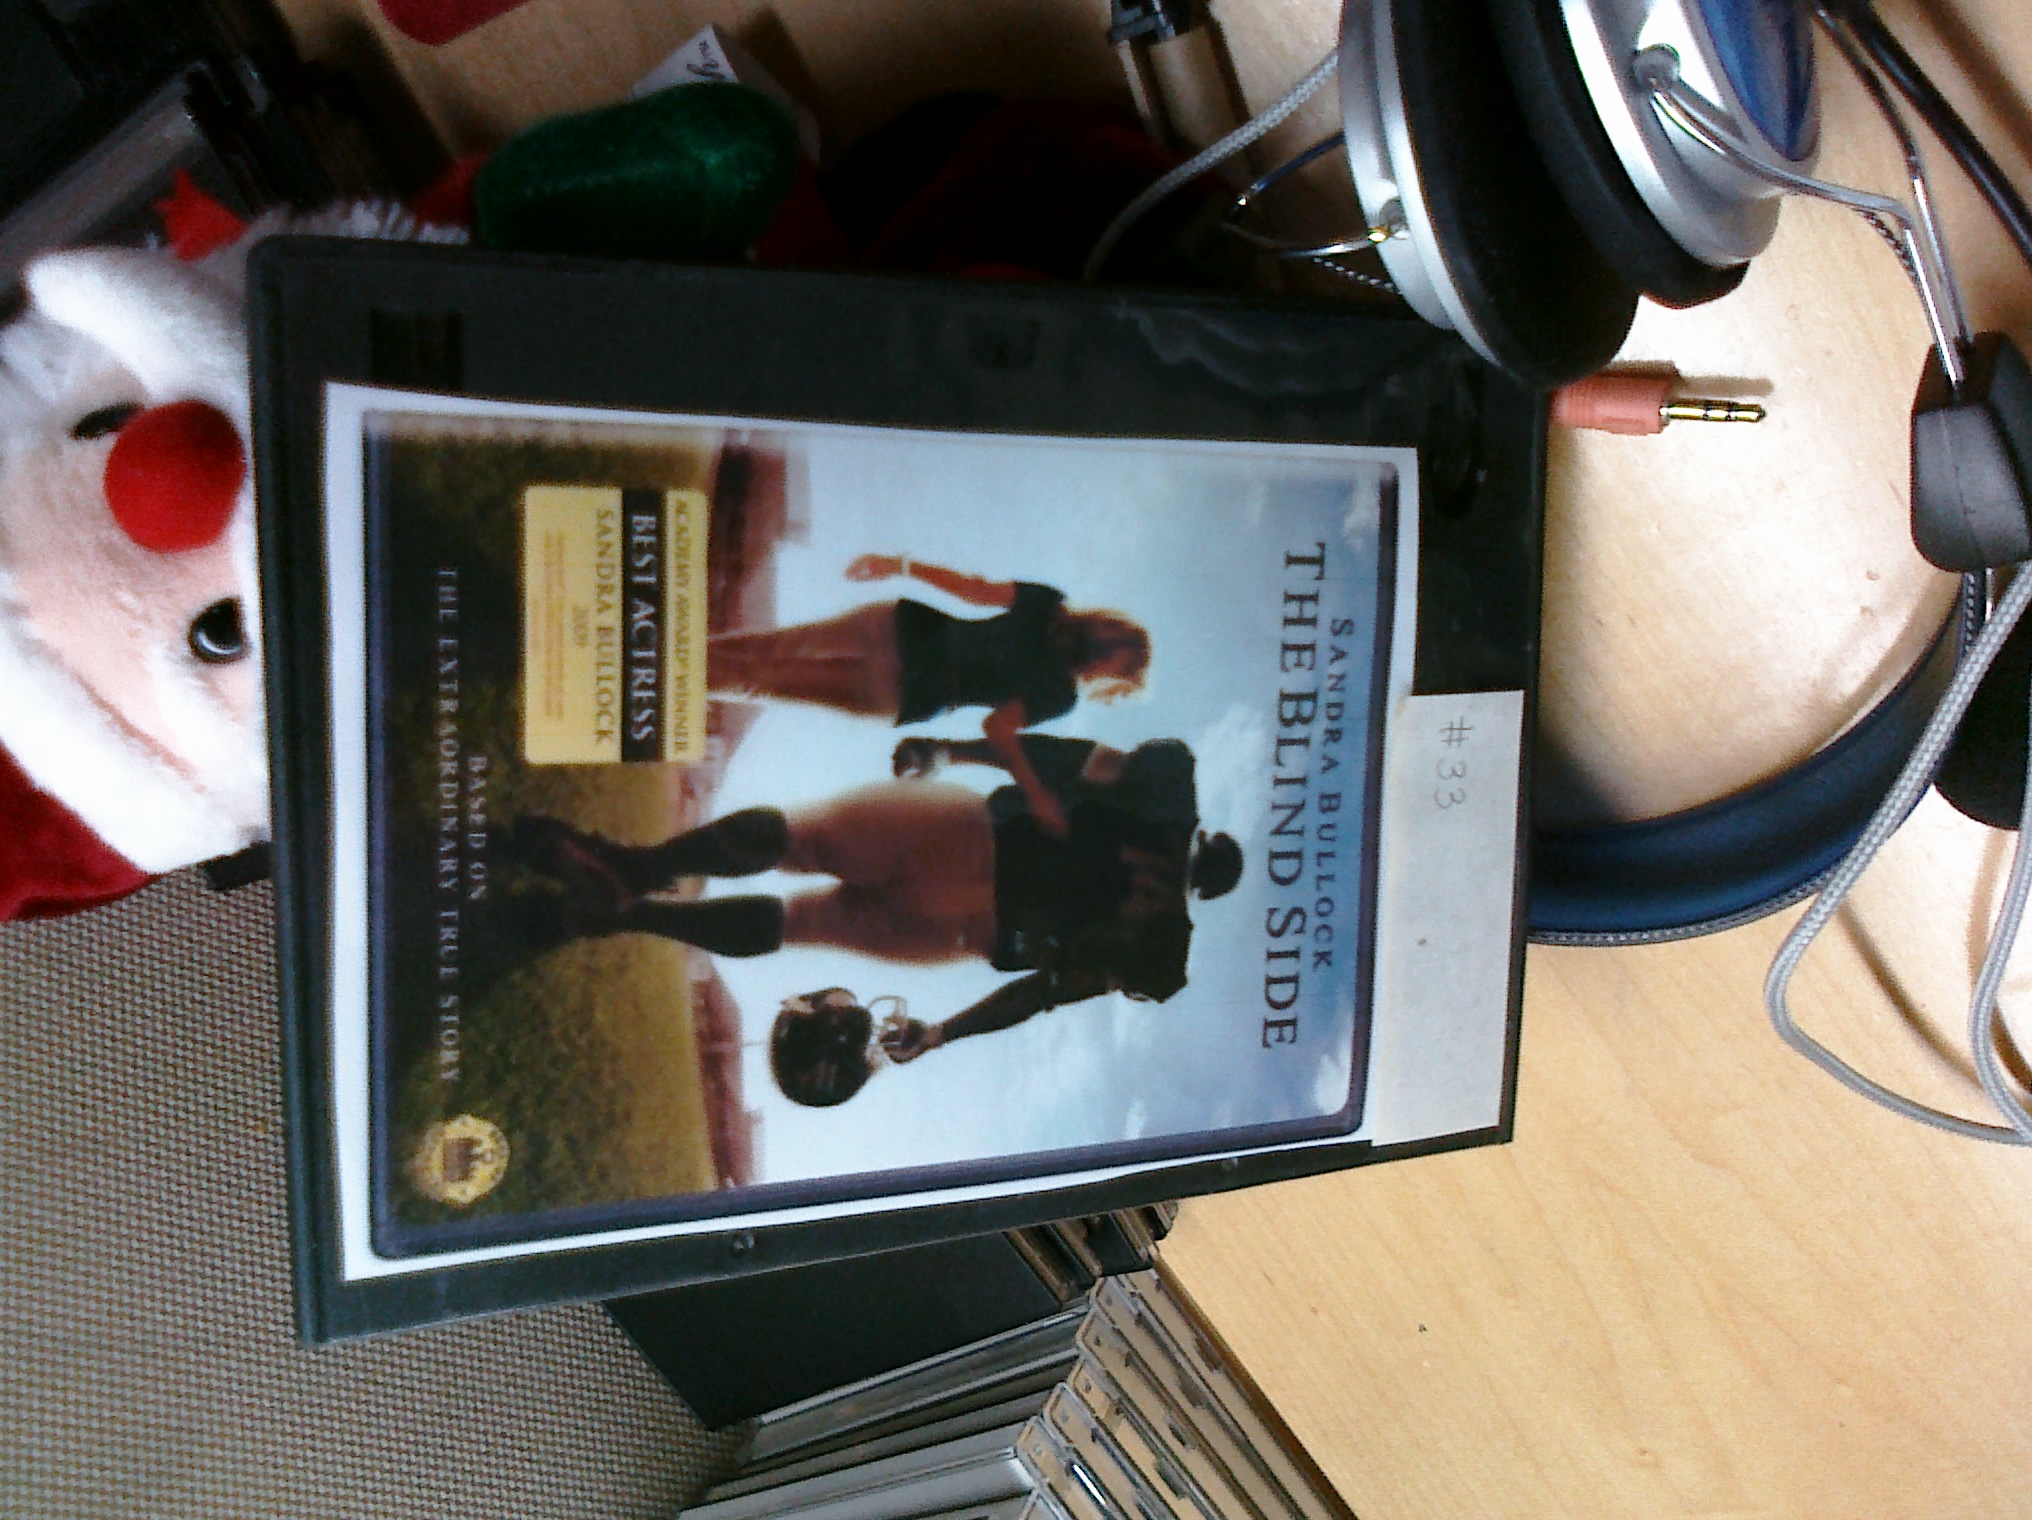 #33
SANDRA BULLOCK
THE BLIND SIDE
ACADEMY AWARD WINNER
BEST ACTRESS
SANDRA BULLOCK
2009
BASED ON
THE EXTRAORDINARY TRUE STORY